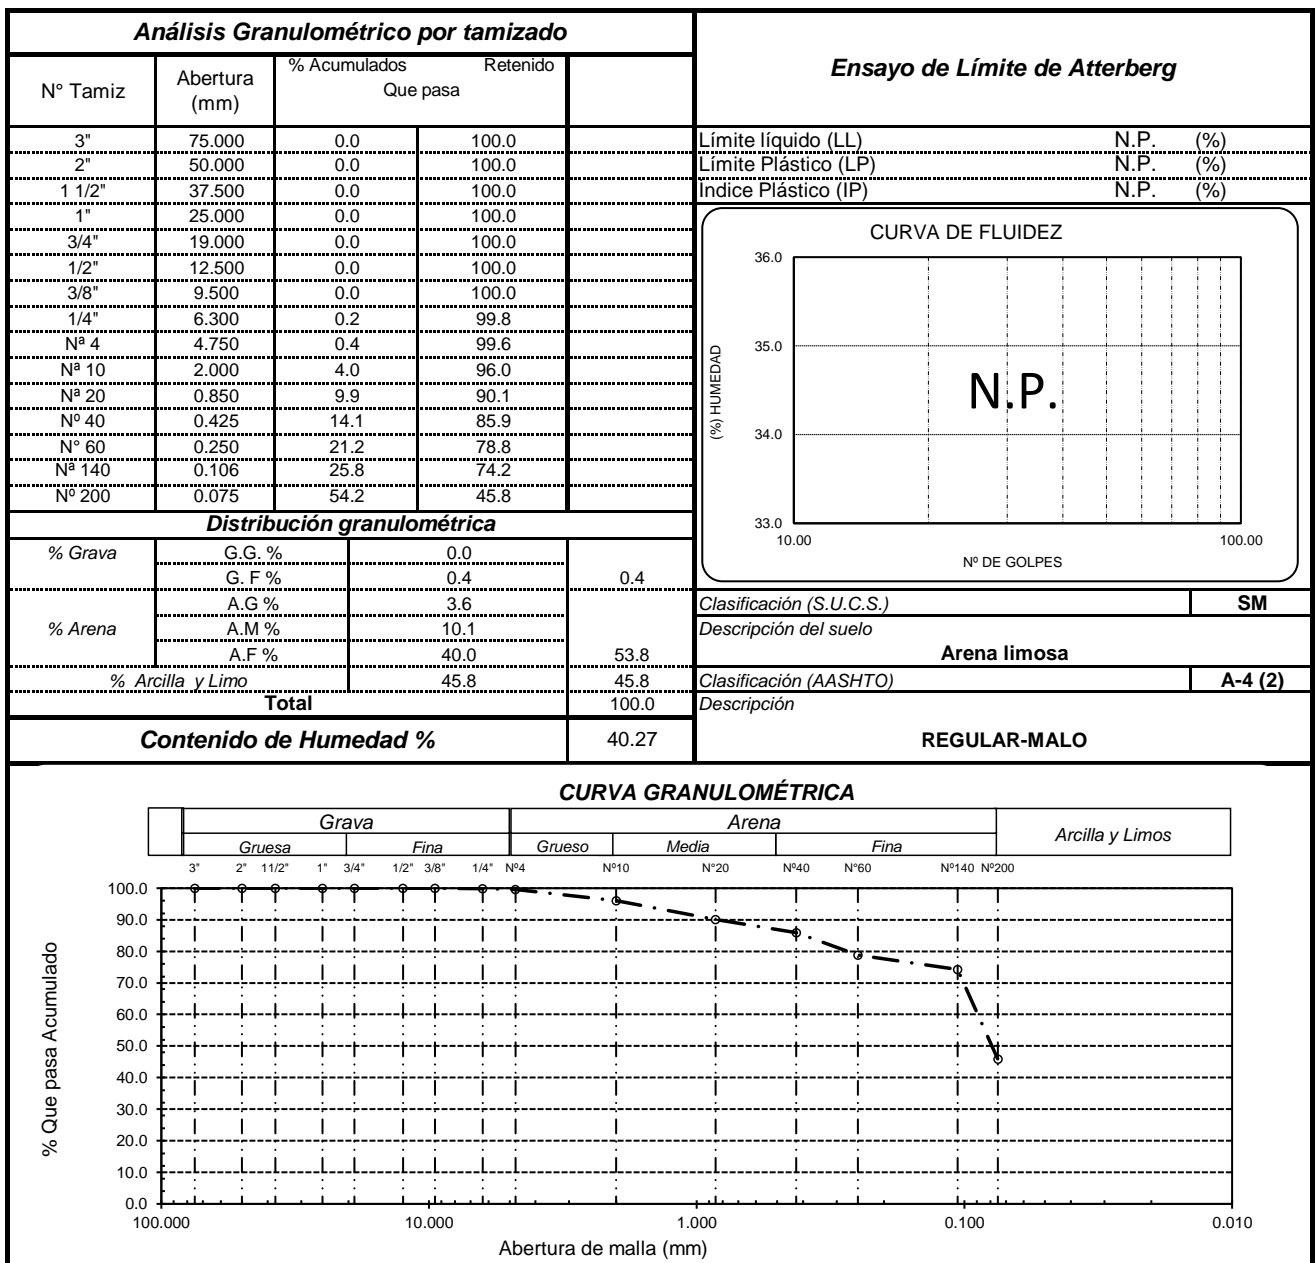 Análisis Granulométrico por tamizado
N° Tamiz Abertura (mm) % Acumulados Retenido Que pasa
3" 75.000 0.0 100.0
2" 50.000 0.0 100.0
1 1/2" 37.500 0.0 100.0
1" 25.000 0.0 100.0
3/4" 19.000 0.0 100.0
1/2" 12.500 0.0 100.0
3/8" 9.500 0.0 100.0
1/4" 6.300 0.2 99.8
Nª 4 4.750 0.4 99.6
Nª 10 2.000 4.0 96.0
Nª 20 0.850 9.9 90.1
Nº 40 0.425 14.1 85.9
N° 60 0.250 21.2 78.8
Nª 140 0.106 25.8 74.2
Nº 200 0.075 54.2 45.8
Distribución granulométrica
% Grava G.G. % 0.0
G. F % 0.4 0.4
A.G % 3.6
% Arena A.M % 10.1
A.F % 40.0 53.8
% Arcilla y Limo 45.8 45.8
Total 100.0
Contenido de Humedad % 40.27
Ensayo de Límite de Atterberg
Límite líquido (LL) N.P. (%)
Límite Plástico (LP) N.P. (%)
Indice Plástico (IP) N.P. (%)
CURVA DE FLUIDEZ
36.0
35.0
34.0
33.0
(%) HUMEDAD
N.P.
10.00 100.00
Nº DE GOLPES
Clasificación (S.U.C.S.) SM
Descripción del suelo
Arena limosa
Clasificación (AASHTO) A-4 (2)
Descripción
REGULAR-MALO
CURVA GRANULOMÉTRICA
Grava Arena Arcilla y Limos
Gruesa Fina Grueso Media Fina
3" 2" 11/2" 1" 3/4" 1/2" 3/8" 1/4" Nº4 Nº10 N°20 N°40 N°60 Nº140 Nº200
100.0
90.0
80.0
70.0
60.0
50.0
40.0
30.0
20.0
10.0
0.0
% Que pasa Acumulado
100.000 10.000 1.000 0.100 0.010
Abertura de malla (mm)